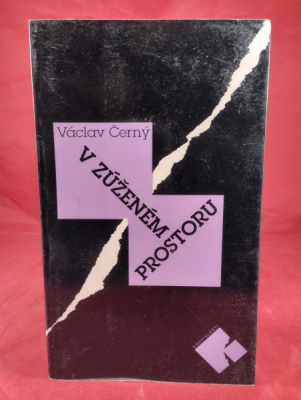 Václav Černý
V ZÚŽENÉM
PROSTORU